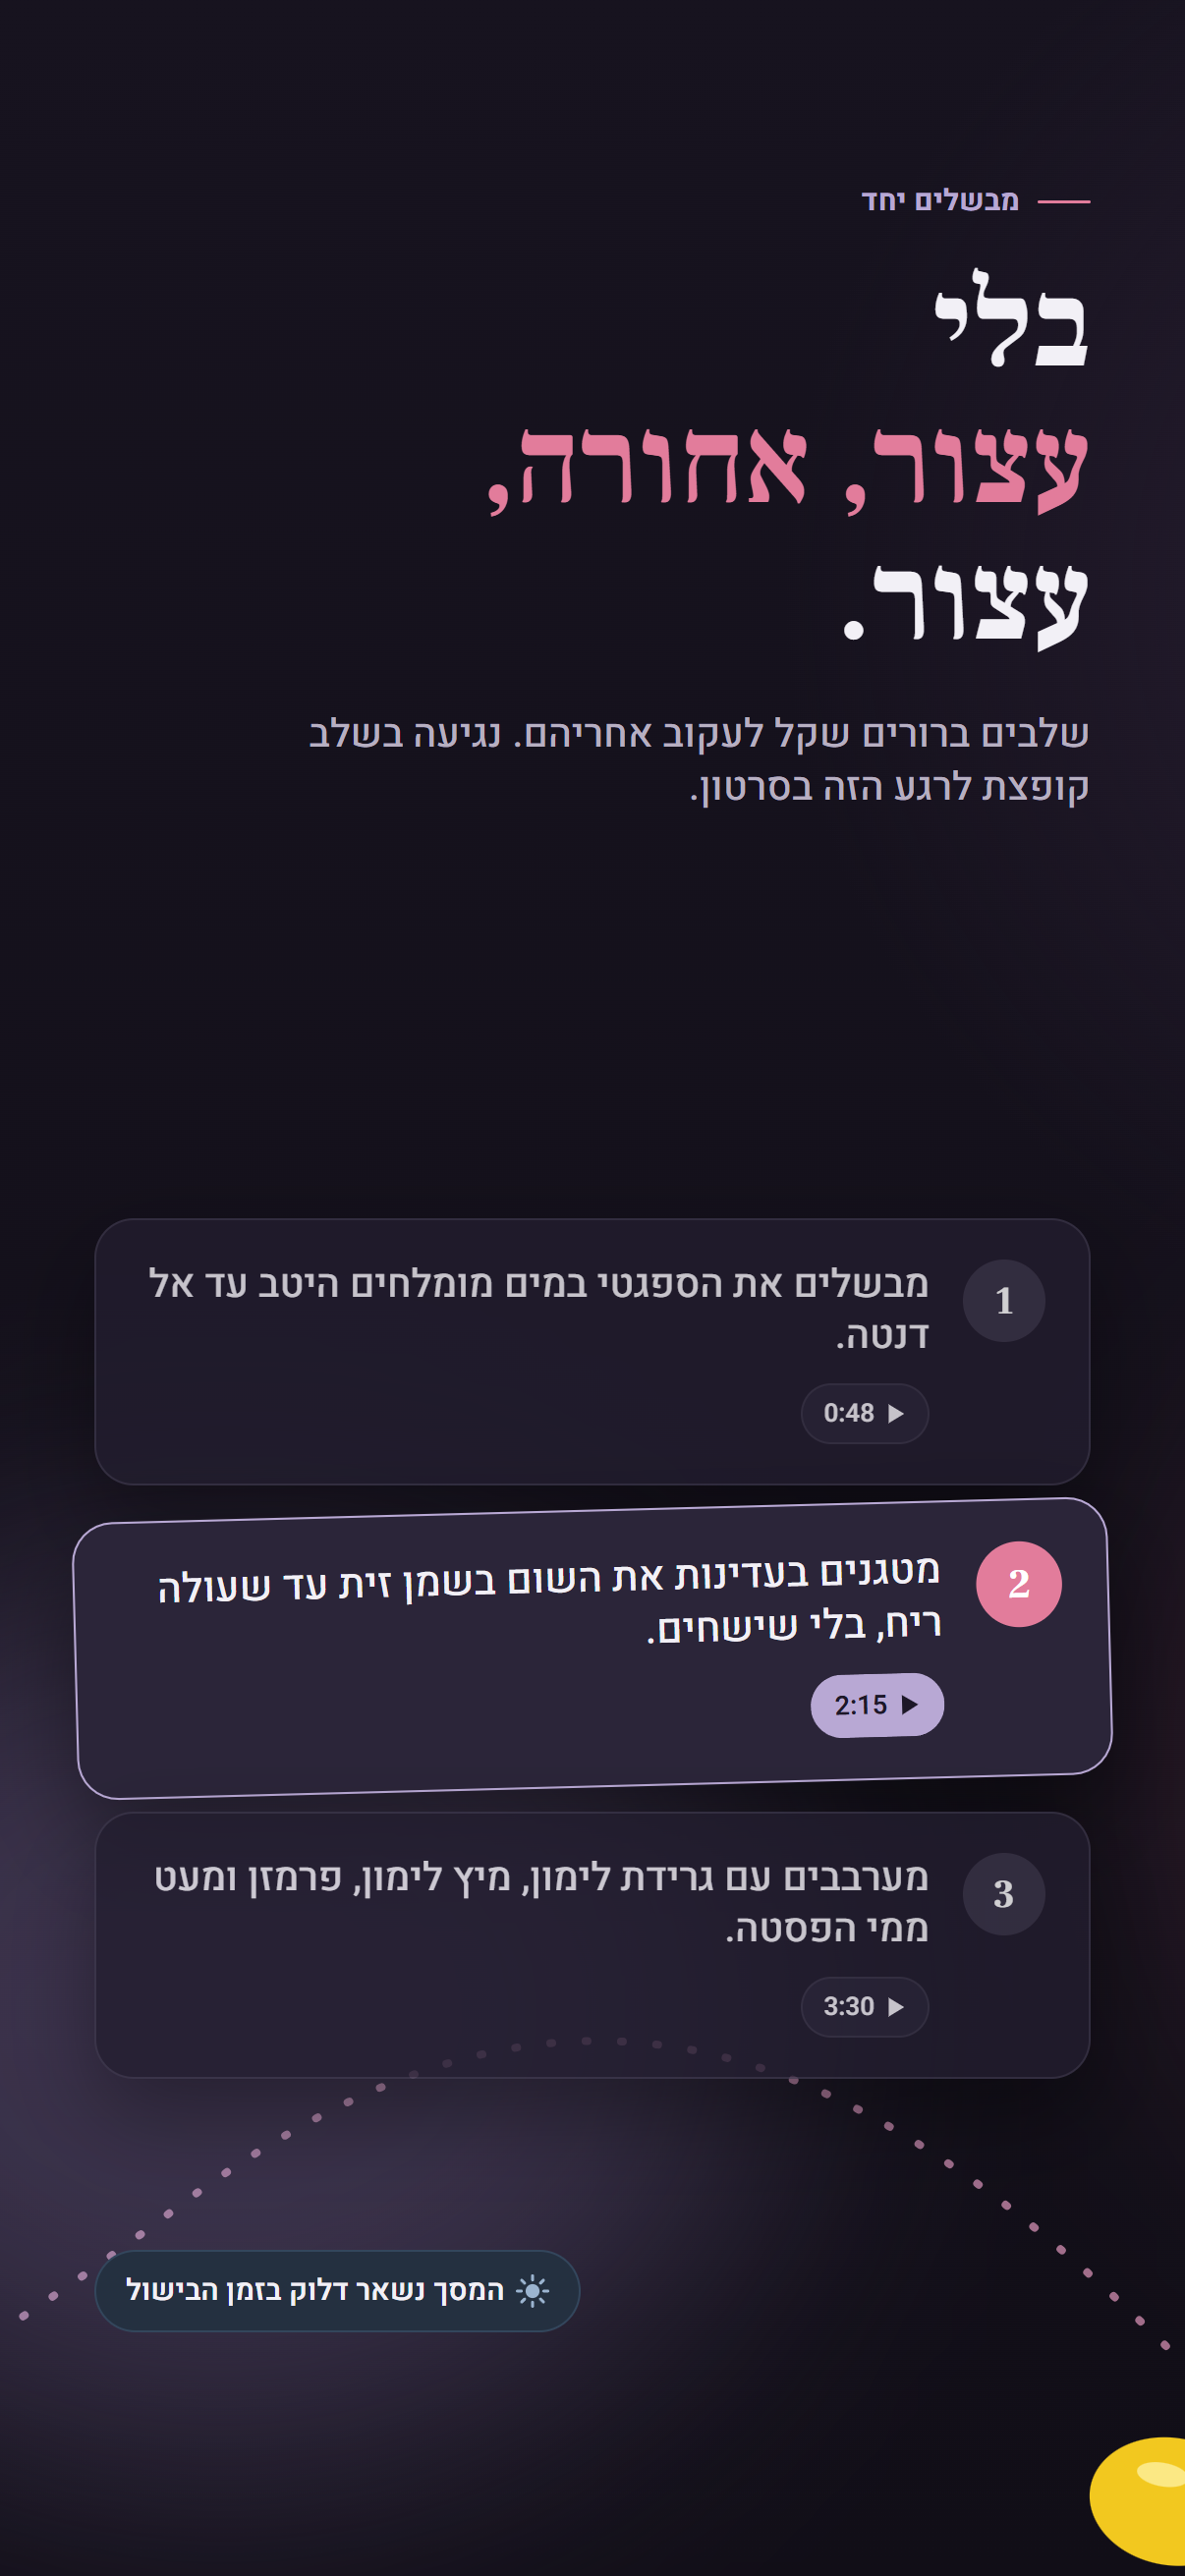 מבשלים יחד
בלי
עצור, אחורה,
עצור.
שלבים ברורים שקל לעקוב אחריהם. נגיעה בשלב
קופצת לרגע הזה בסרטון.
1
מבשלים את הספגטי במים מומלחים היטב עד אל
דנטה.
0:48
2
מטגנים בעדינות את השום בשמן זית עד שעולה
ריח, בלי שישחים.
2:15
3
מערבבים עם גרידת לימון, מיץ לימון, פרמזן ומעט
ממי הפסטה.
3:30
המסך נשאר דלוק בזמן הבישול